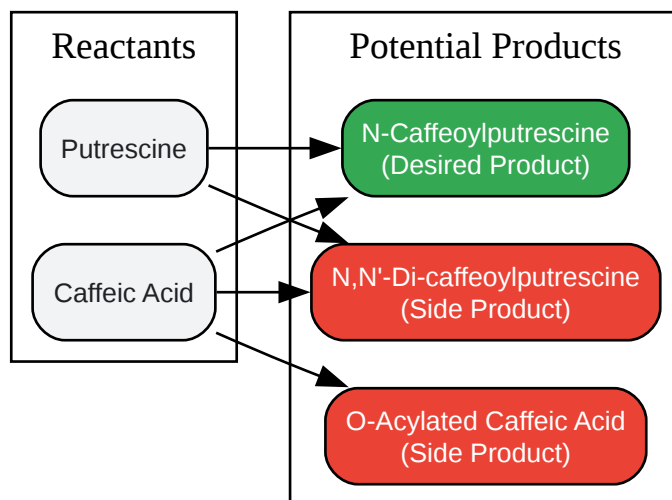 Reactants
Potential Products
Putrescine
N-Caffeoylputrescine
(Desired Product)
Caffeic Acid
N,N'-Di-caffeoylputrescine
(Side Product)
O-Acylated Caffeic Acid
(Side Product)